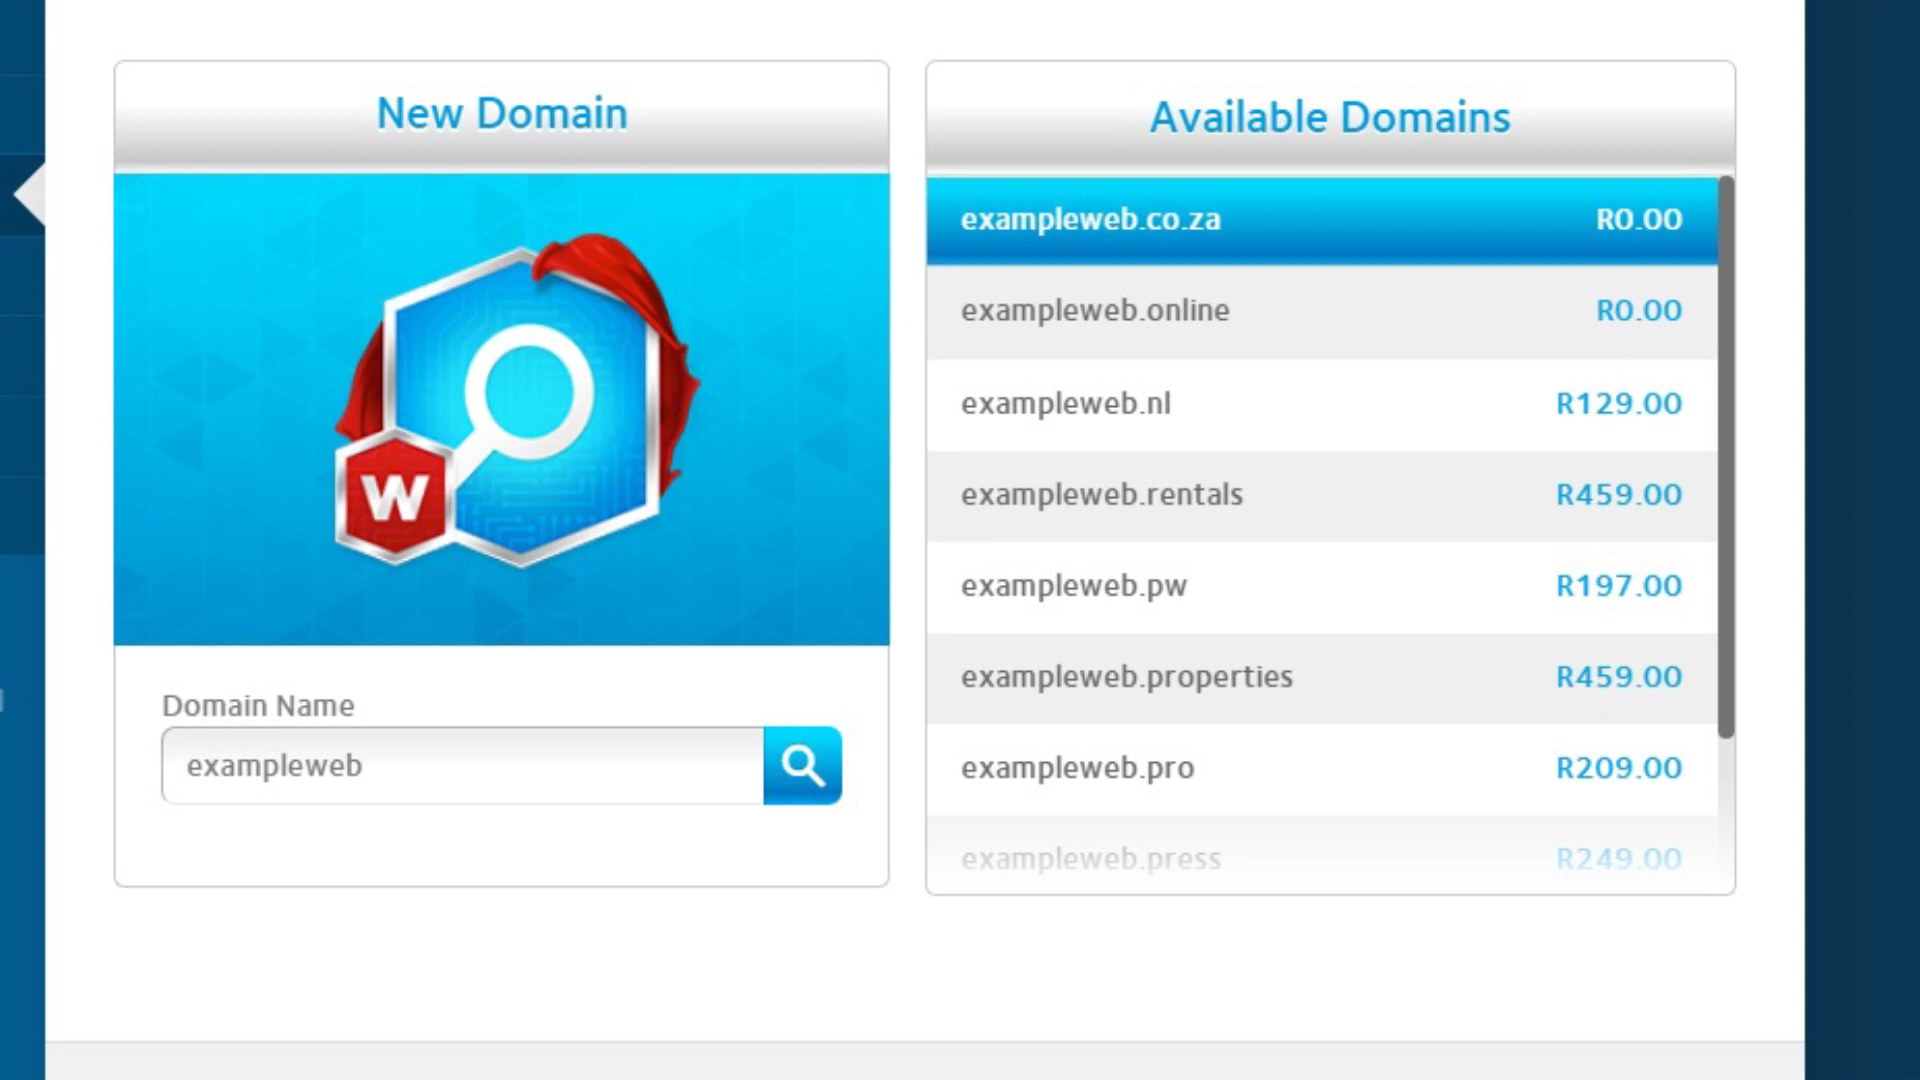 New Domain
W
Domain Name
exampleweb
Available Domains
exampleweb.co.za R0.00
exampleweb.online R0.00
exampleweb.nl R129.00
exampleweb.rentals R459.00
exampleweb.pw R197.00
exampleweb.properties R459.00
exampleweb.pro R209.00
exampleweb.press R249.00